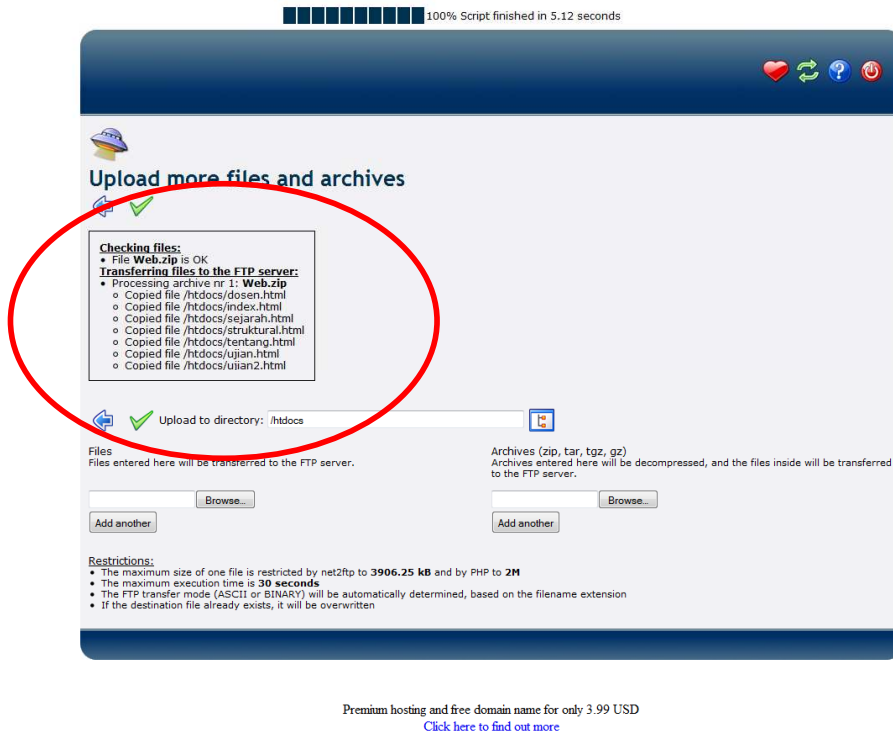 100% Script finished in 5.12 seconds
Upload more files and archives
Checking files:
• File Web.zip is OK
Transferring files to the FTP server:
• Processing archive nr 1: Web.zip
Copied file /htdocs/dosen.html
Copied file /htdocs/index.html
Copied file /htdocs/sejarah.html
Copied file /htdocs/struktural.html
Copied file /htdocs/tentang.html
Copied file /htdocs/ujian.html
Copied file /htdocs/ujian2.html
Upload to directory: /htdocs
Files
Files entered here will be transferred to the FTP server.
Browse...
Add another
Archives (zip, tar, tgz, gz)
Archives entered here will be decompressed, and the files inside will be transferred
to the FTP server.
Browse...
Add another
Restrictions:
• The maximum size of one file is restricted by net2ftp to 3906.25 kB and by PHP to 2M
• The maximum execution time is 30 seconds
• The FTP transfer mode (ASCII or BINARY) will be automatically determined, based on the filename extension
• If the destination file already exists, it will be overwritten
Premium hosting and free domain name for only 3.99 USD
Click here to find out more